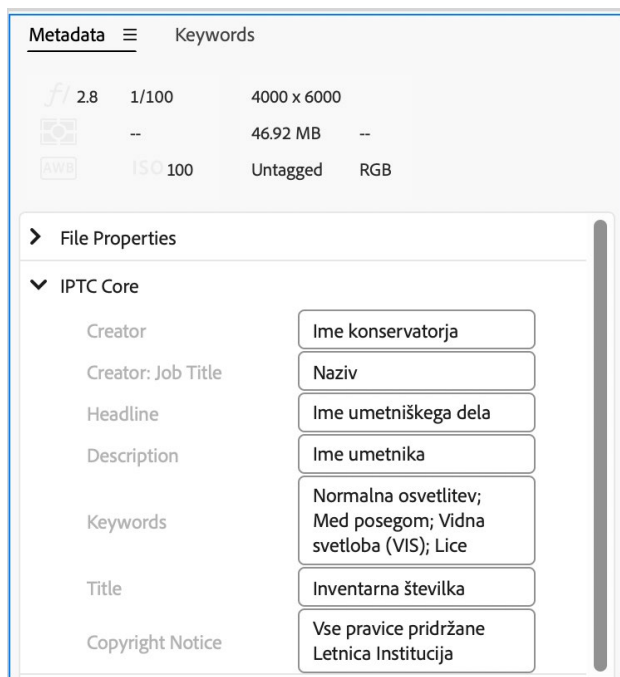 Metadata Keywords
f/ 2.8 1/100 4000 x 6000
-- 46.92 MB --
AWB ISO 100 Untagged RGB
File Properties
IPTC Core
Creator Ime konservatorja
Creator: Job Title Naziv
Headline Ime umetniškega dela
Description Ime umetnika
Keywords Normalna osvetlitev;
Med posegom; Vidna
svetloba (VIS); Lice
Title Inventarna številka
Copyright Notice Vse pravice pridržane
Letnica Institucija